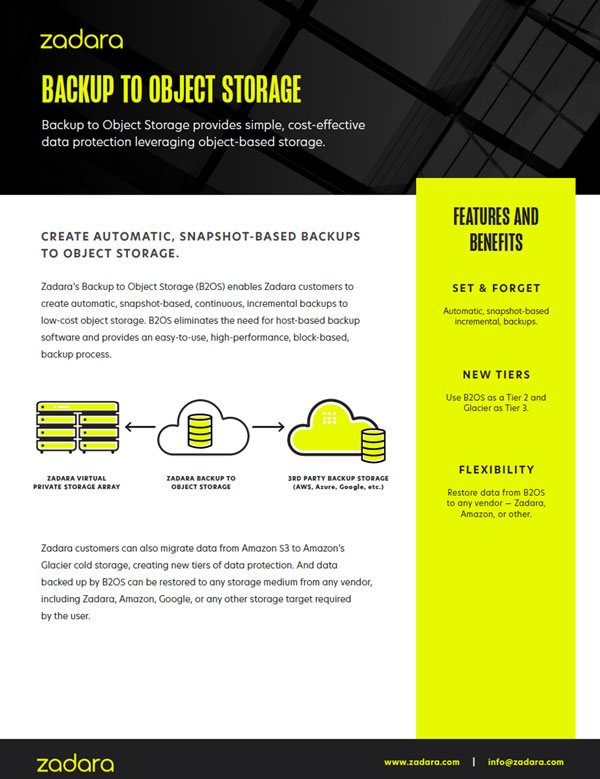 zadara
BACKUP TO OBJECT STORAGE
Backup to Object Storage provides simple, cost-effective
data protection leveraging object-based storage.
CREATE AUTOMATIC, SNAPSHOT-BASED BACKUPS
TO OBJECT STORAGE.
Zadara's Backup to Object Storage (B2OS) enables Zadara customers to
create automatic, snapshot-based, continuous, incremental backups to
low-cost object storage. B2OS eliminates the need for host-based backup
software and provides an easy-to-use, high-performance, block-based,
backup process.
ZADARA VIRTUAL
PRIVATE STORAGE ARRAY
ZADARA BACKUP TO
OBJECT STORAGE
3RD PARTY BACKUP STORAGE
(AWS, Azure, Google, etc.)
Zadara customers can also migrate data from Amazon S3 to Amazon's
Glacier cold storage, creating new tiers of data protection. And data
backed up by B2OS can be restored to any storage medium from any vendor,
including Zadara, Amazon, Google, or any other storage target required
by the user.
FEATURES AND
BENEFITS
SET & FORGET
Automatic, snapshot-based
incremental, backups.
NEW TIERS
Use B2OS as a Tier 2 and
Glacier as Tier 3.
FLEXIBILITY
Restore data from B2OS
to any vendor — Zadara,
Amazon, or other.
zadara
www.zadara.com | info@zadara.com